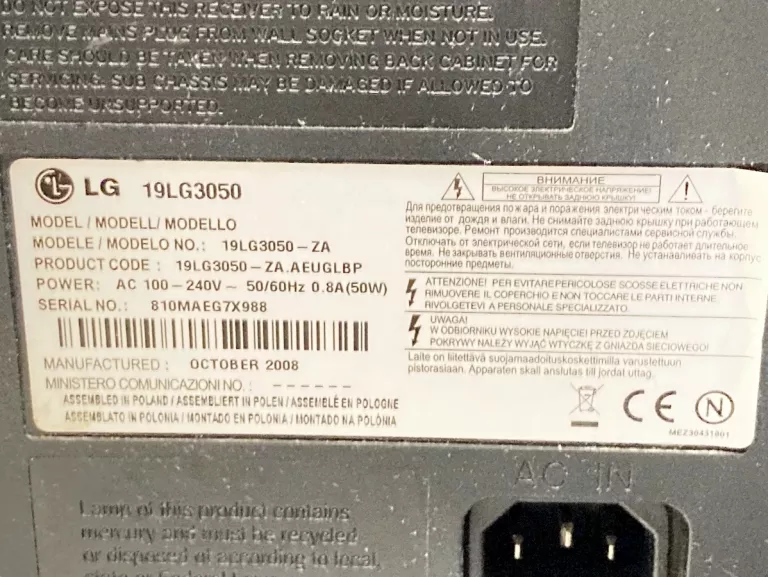 DO NOT EXPOSE THIS RECEIVER TO RAIN OR MOISTURE.
REMOVE MAINS PLUG FROM WALL SOCKET WHEN NOT IN USE.
CARE SHOULD BE TAKEN WHEN REMOVING BACK CABINET FOR
SERVICING. SUB CHASSIS MAY BE DAMAGED IF ALLOWED TO
BECOME UNSUPPORTED.
LG 19LG3050
MODEL / MODELL/ MODELLO
MODELE / MODELO NO.: 19LG3050-ZA
PRODUCT CODE : 19LG3050-ZA.AEUGLBP
POWER: AC 100-240V~ 50/60Hz 0.8A(50W)
SERIAL NO.: 810MAEG7X988
MANUFACTURED : OCTOBER 2008
MINISTERO COMUNICAZIONI NO. : - - - - - -
ASSEMBLED IN POLAND / ASSEMBLIERT IN POLEN / ASSEMBLÉ EN POLOGNE
ASSEMBLATO IN POLONIA / MONTADO EN POLONIA / MONTADO NA POLÓNIA
ВНИМАНИЕ
ВЫСОКОЕ ЭЛЕКТРИЧЕСКОЕ НАПРЯЖЕНИЕ!
НЕ ОТКРЫВАТЬ ЗАДНЮЮ КРЫШКУ!
Для предотвращения пожара и поражения электрическим током - берегите
изделие от дождя и влаги. Не снимайте заднюю крышку при работающем
телевизоре. Ремонт производится специалистами сервисной службы.
Отключать от электрической сети, если телевизор не работает длительное
время. Не закрывать вентиляционные отверстия. Не устанавливать на корпус
посторонние предметы.
ATTENZIONE! PER EVITARE PERICOLOSE SCOSSE ELETTRICHE NON
RIMUOVERE IL COPERCHIO E NON TOCCARE LE PARTI INTERNE.
RIVOLGETEVI A PERSONALE SPECIALIZZATO.
UWAGA!
W ODBIORNIKU WYSOKIE NAPIĘCIE! PRZED ZDJĘCIEM
POKRYWY NALEŻY WYJĄĆ WTYCZKĘ Z GNIAZDA SIECIOWEGO!
Laite on liitettävä suojamaadoituskoskettimilla varustettuun
pistorasiaan. Apparaten skall anslutas till jordat uttag.
CE N
MEZ30431901
AC IN
Lamp of this product contains
mercury and must be recycled
or disposed of according to local,
state or Federal